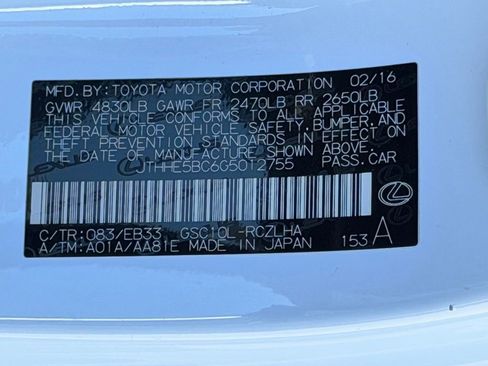 MFD. BY: TOYOTA MOTOR CORPORATION 02/16
GVWR 4830LB GAWR FR 2470LB RR 2650LB
THIS VEHICLE CONFORMS TO ALL APPLICABLE
FEDERAL MOTOR VEHICLE SAFETY, BUMPER, AND
THEFT PREVENTION STANDARDS IN EFFECT ON
THE DATE OF MANUFACTURE SHOWN ABOVE.
JTHHE5BC6G5012755 PASS. CAR
C/TR: 083/EB33 GSC10L-RCZLHA
A/TM: A01A/AA81E MADE IN JAPAN 153 A